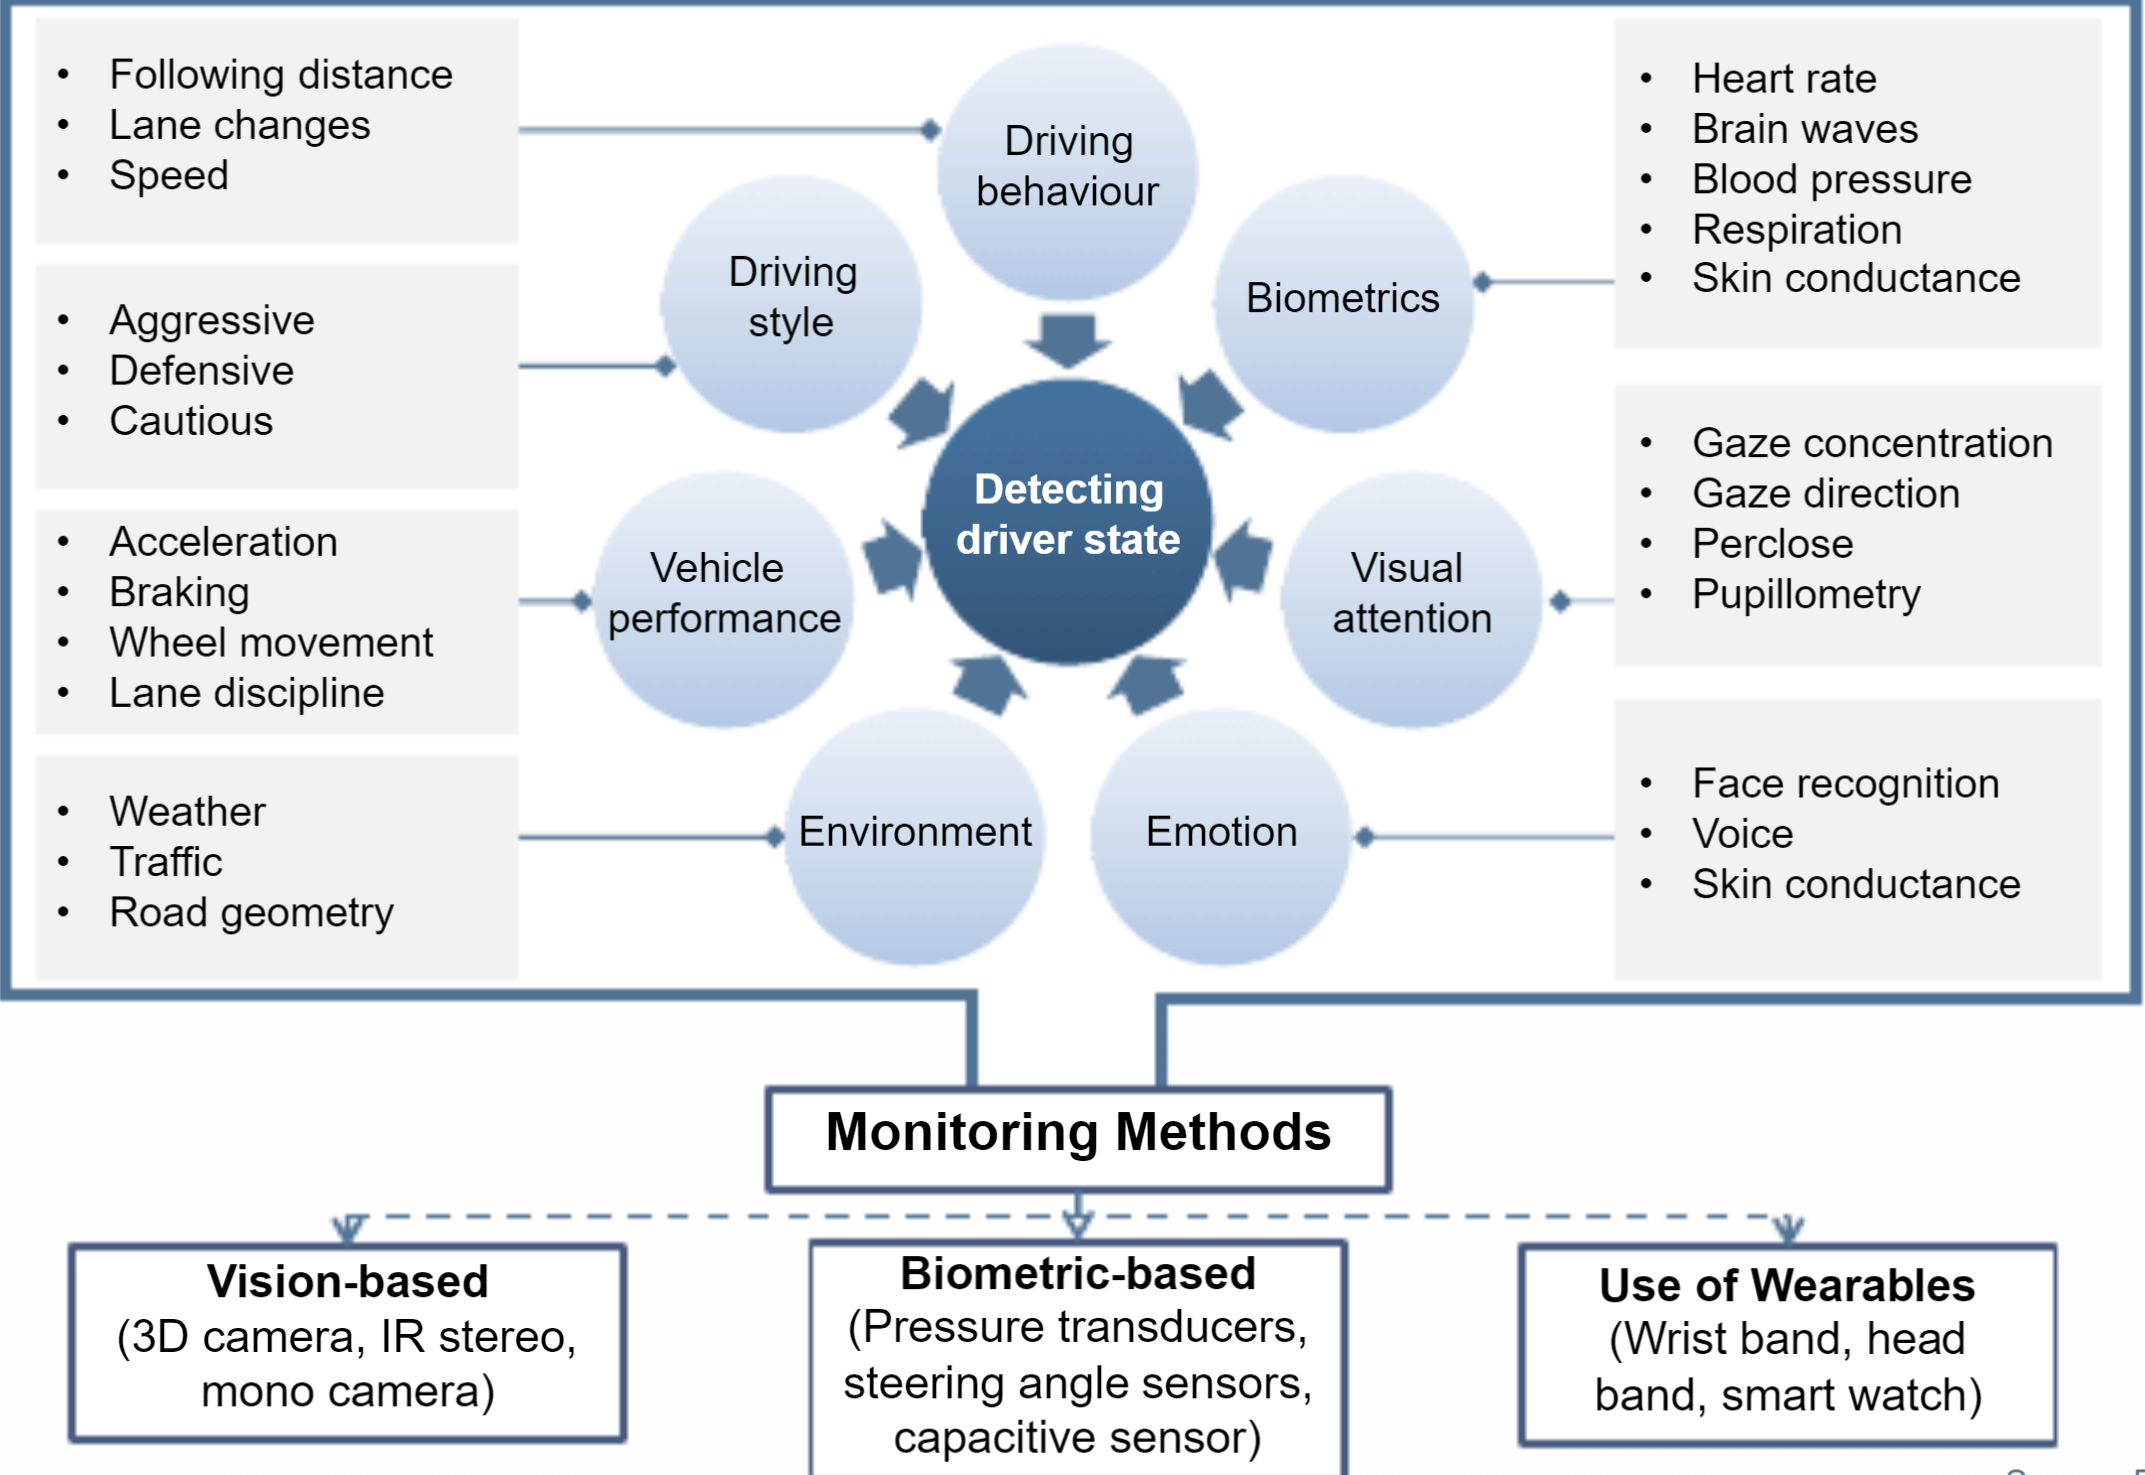 • Following distance
• Lane changes
• Speed
• Aggressive
• Defensive
• Cautious
• Acceleration
• Braking
• Wheel movement
• Lane discipline
• Weather
• Traffic
• Road geometry
Driving
behaviour
Driving
style
Biometrics
Detecting
driver state
Vehicle
performance
Visual
attention
Environment
Emotion
• Heart rate
• Brain waves
• Blood pressure
• Respiration
• Skin conductance
• Gaze concentration
• Gaze direction
• Perclose
• Pupillometry
• Face recognition
• Voice
• Skin conductance
Monitoring Methods
Vision-based
(3D camera, IR stereo,
mono camera)
Biometric-based
(Pressure transducers,
steering angle sensors,
capacitive sensor)
Use of Wearables
(Wrist band, head
band, smart watch)